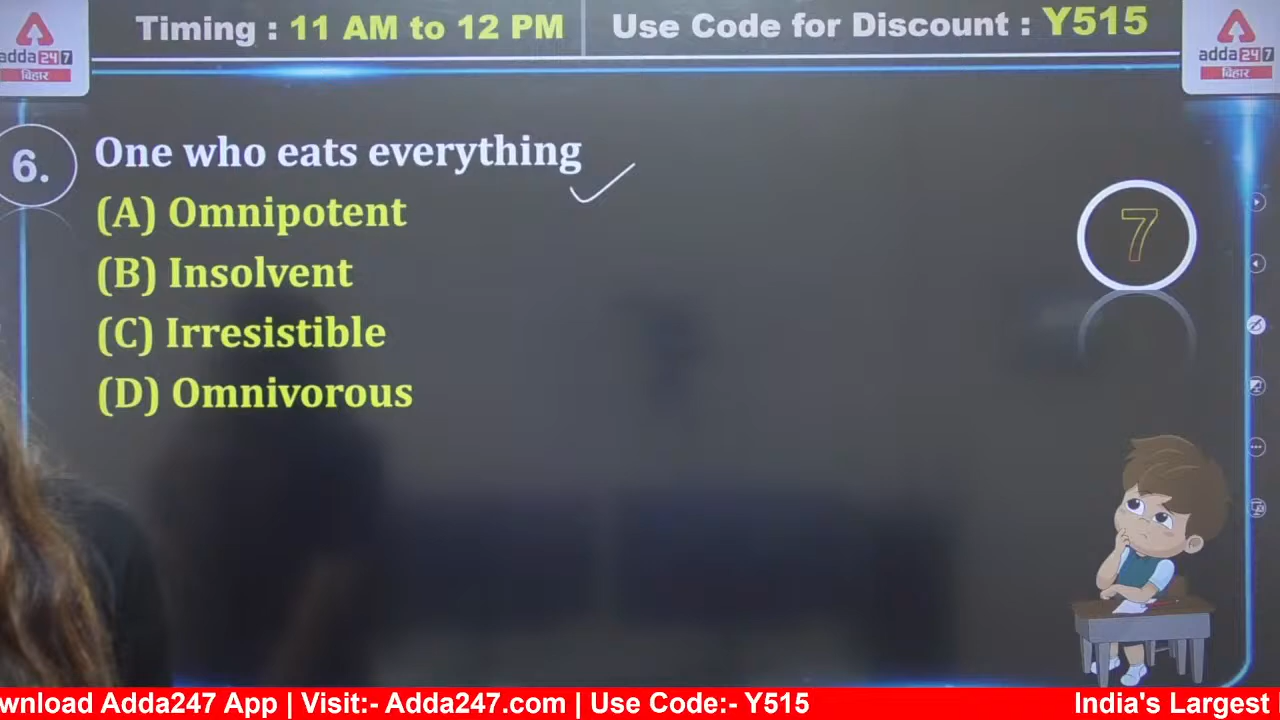 Timing : 11 AM to 12 PM
Use Code for Discount : Y515
adda247
बिहार
adda247
बिहार
6.
One who eats everything
(A) Omnipotent
(B) Insolvent
(C) Irresistible
(D) Omnivorous
7
wnload Adda247 App | Visit:- Adda247.com | Use Code:- Y515
India's Largest